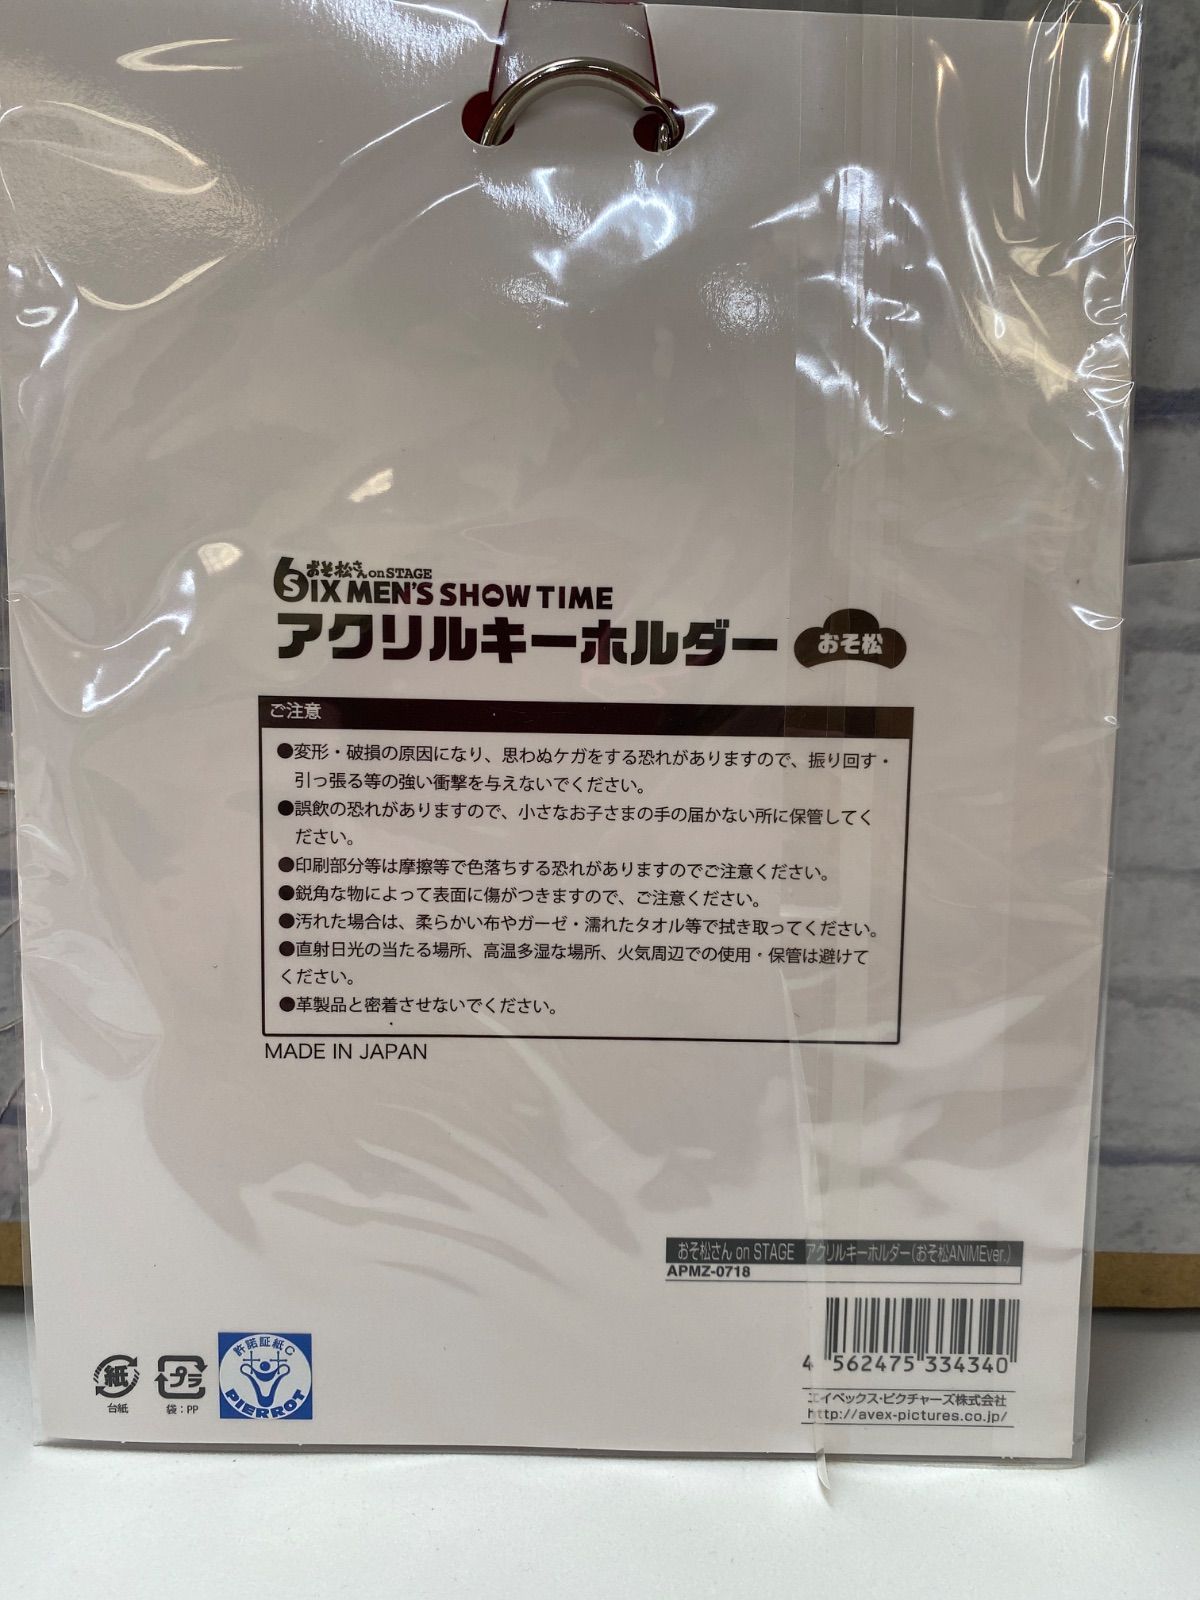 おそ松さん on STAGE
SIX MEN'S SHOW TIME
アクリルキーホルダー おそ松
ご注意
●変形・破損の原因になり、思わぬケガをする恐れがありますので、振り回す・
引っ張る等の強い衝撃を与えないでください。
●誤飲の恐れがありますので、小さなお子さまの手の届かない所に保管してく
ださい。
●印刷部分等は摩擦等で色落ちする恐れがありますのでご注意ください。
●鋭角な物によって表面に傷がつきますので、ご注意ください。
●汚れた場合は、柔らかい布やガーゼ・濡れたタオル等で拭き取ってください。
●直射日光の当たる場所、高温多湿な場所、火気周辺での使用・保管は避けて
ください。
●革製品と密着させないでください。
MADE IN JAPAN
おそ松さん on STAGE アクリルキーホルダー(おそ松ANIMEver.)
APMZ-0718
4 562475 334340
エイベックス・ピクチャーズ株式会社
http://avex-pictures.co.jp/
紙
台紙
プラ
袋：PP
許諾証紙C
PIERROT